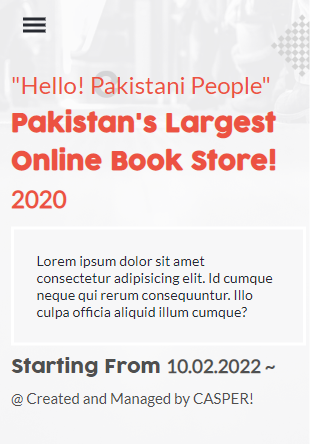 "Hello! Pakistani People"
Pakistan's Largest
Online Book Store!
2020
Lorem ipsum dolor sit amet
consectetur adipisicing elit. Id cumque
neque qui rerum consequuntur. Illo
culpa officia aliquid illum cumque?
Starting From 10.02.2022 ~
@ Created and Managed by CASPER!